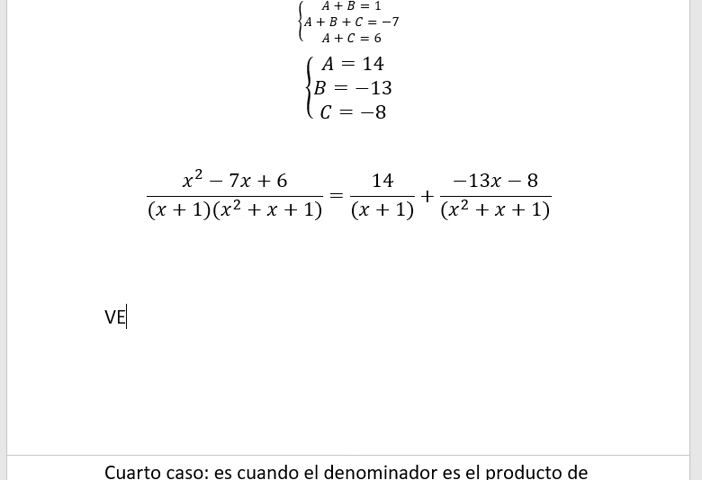 A + B = 1
A + B + C = −7
A + C = 6
A = 14
B = −13
C = −8
x² − 7x + 6 / (x + 1)(x² + x + 1) = 14 / (x + 1) + −13x − 8 / (x² + x + 1)
VE
Cuarto caso: es cuando el denominador es el producto de